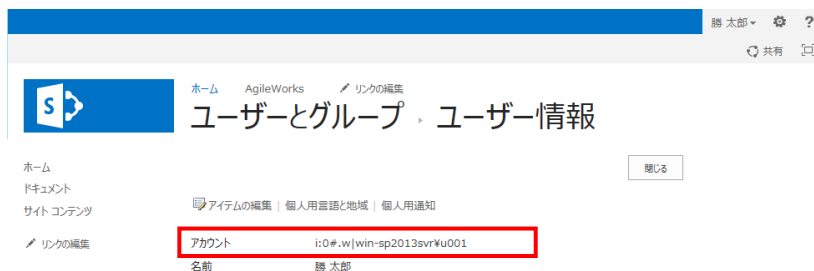 勝 太郎
?
共有
S
ホーム AgileWorks リンクの編集
ユーザーとグループ ▸ ユーザー情報
閉じる
ホーム
ドキュメント
サイト コンテンツ
リンクの編集
アイテムの編集 | 個人用言語と地域 | 個人用通知
アカウント i:0#.w|win-sp2013svr¥u001
名前 勝 太郎